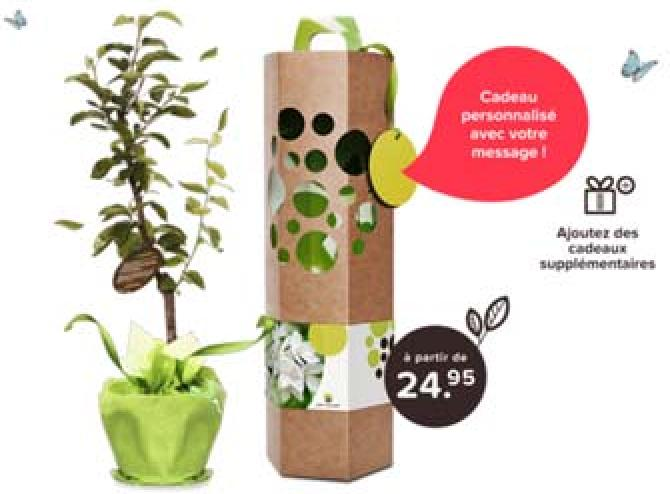 Cadeau
personnalisé
avec votre
message !
Ajoutez des
cadeaux
supplémentaires
à partir de
24.95